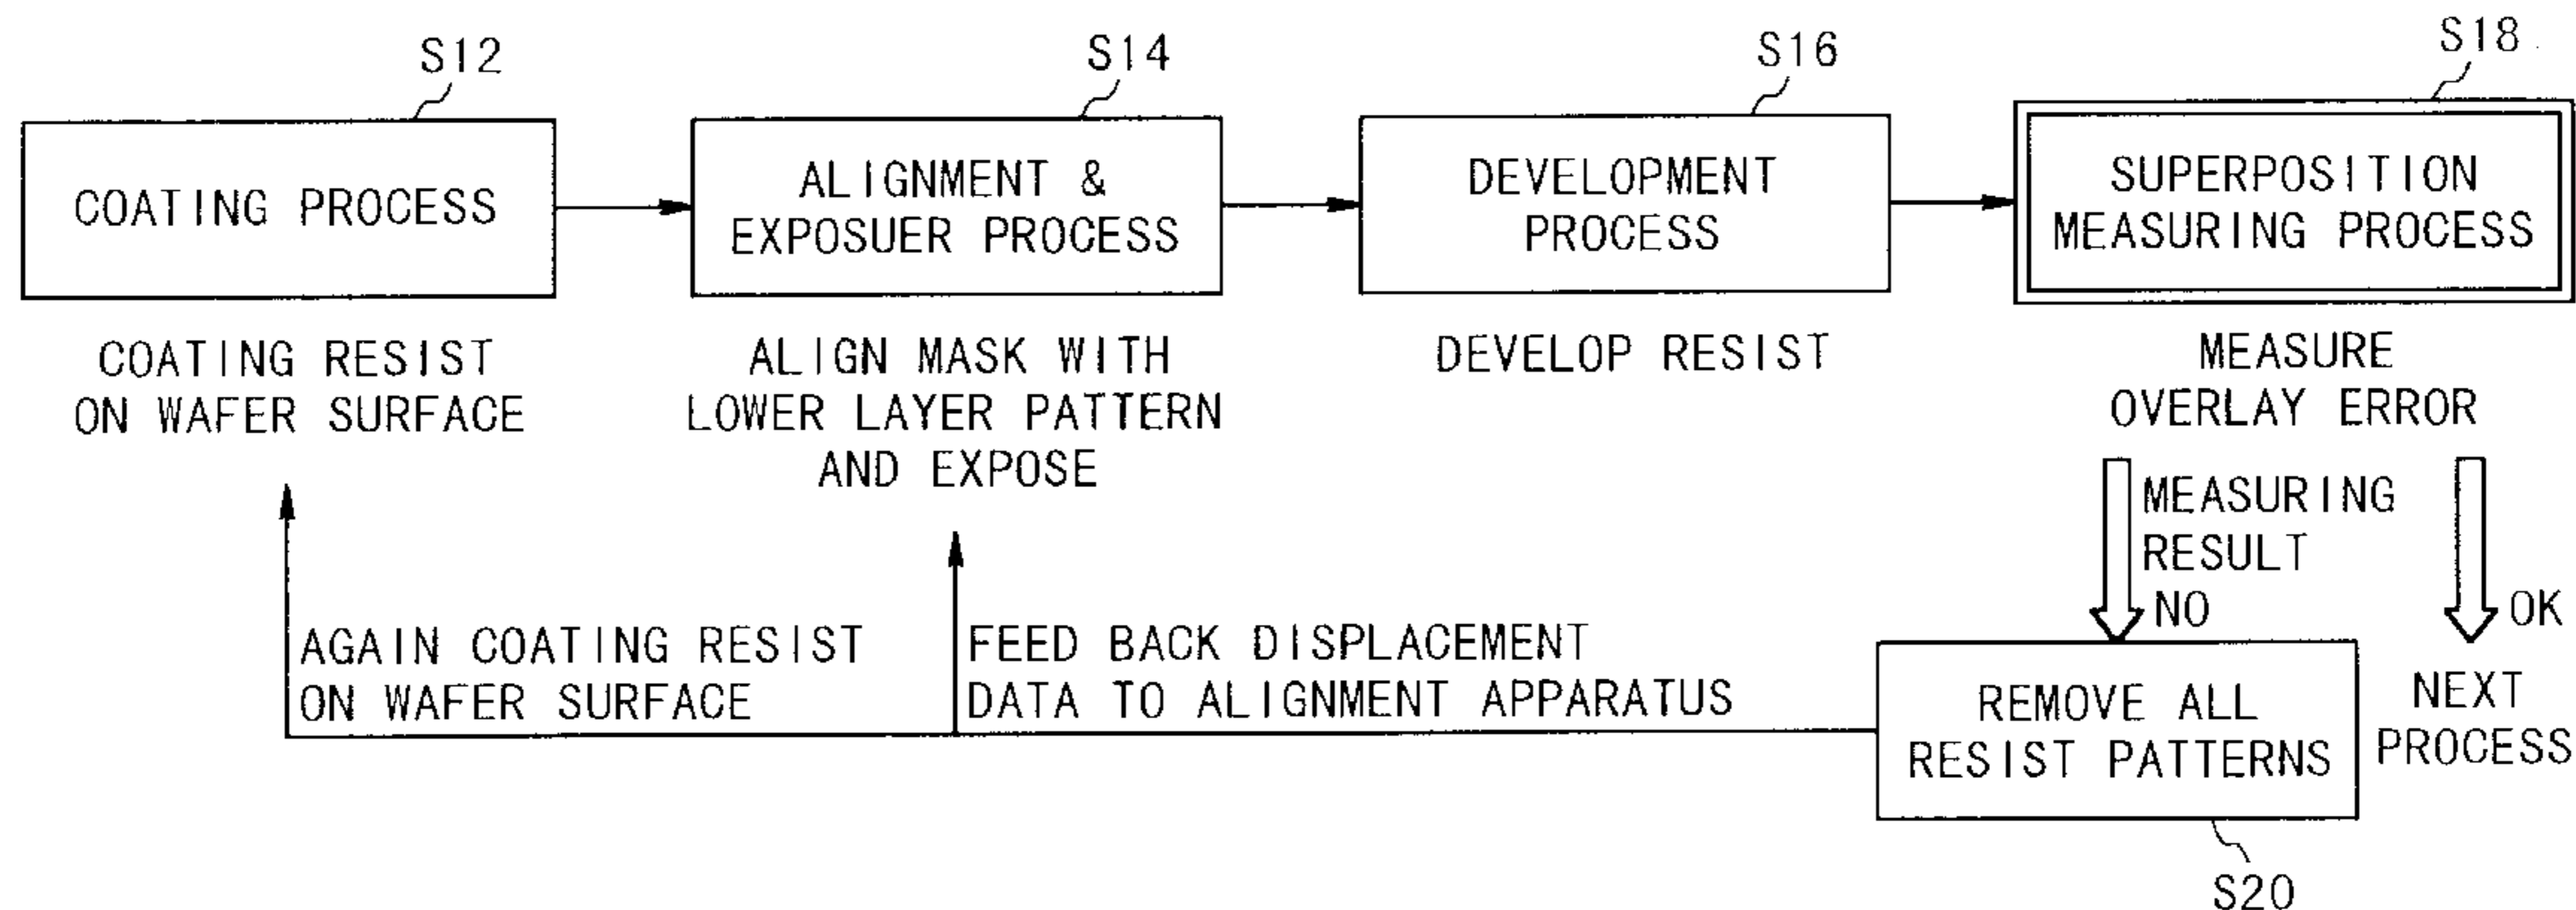 S12
COATING PROCESS
COATING RESIST
ON WAFER SURFACE
S14
ALIGNMENT &
EXPOSUER PROCESS
ALIGN MASK WITH
LOWER LAYER PATTERN
AND EXPOSE
S16
DEVELOPMENT
PROCESS
DEVELOP RESIST
S18
SUPERPOSITION
MEASURING PROCESS
MEASURE
OVERLAY ERROR
MEASURING
RESULT
NO
OK
NEXT
PROCESS
REMOVE ALL
RESIST PATTERNS
S20
FEED BACK DISPLACEMENT
DATA TO ALIGNMENT APPARATUS
AGAIN COATING RESIST
ON WAFER SURFACE